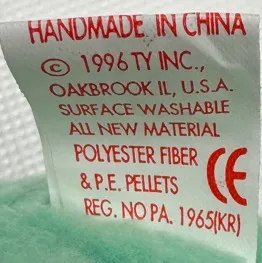 HANDMADE IN CHINA
© 1996 TY INC.,
OAKBROOK IL, U.S.A.
SURFACE WASHABLE
ALL NEW MATERIAL
POLYESTER FIBER
& P.E. PELLETS CE
REG. NO PA. 1965(KR)